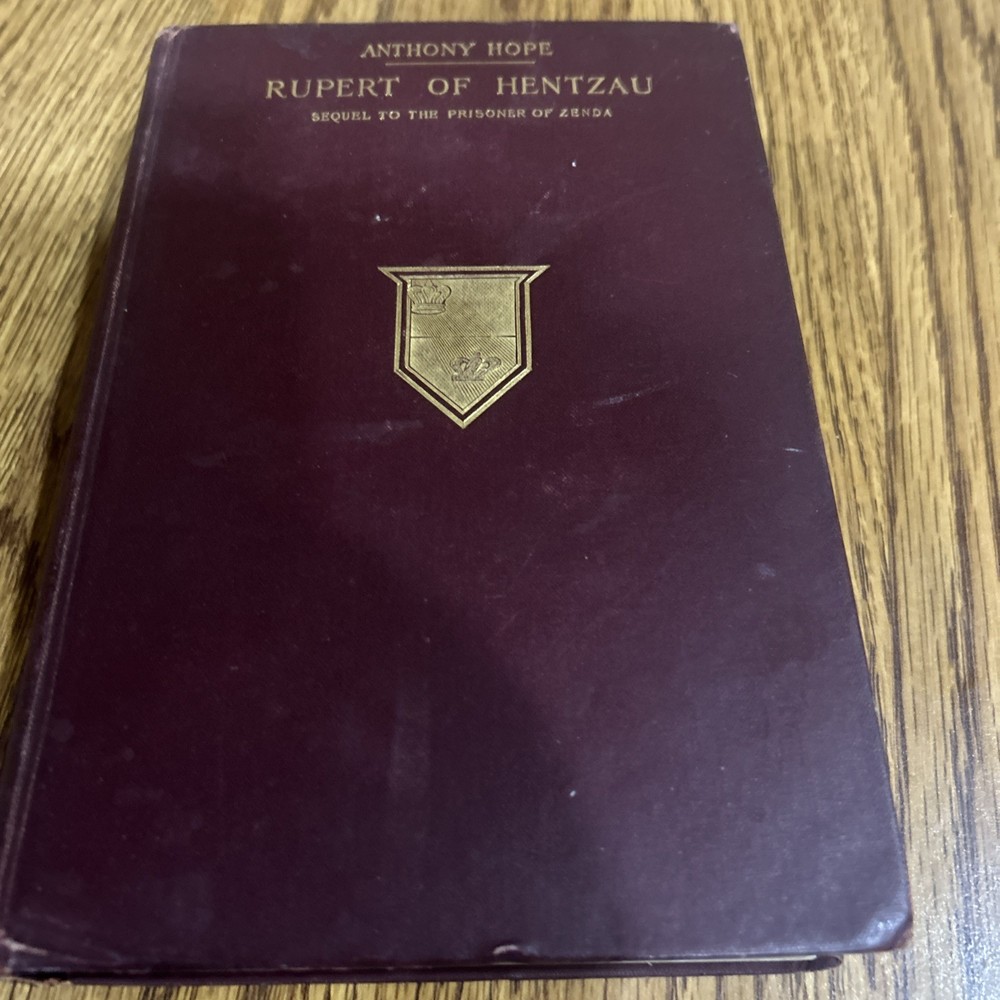 ANTHONY HOPE
RUPERT OF HENTZAU
SEQUEL TO THE PRISONER OF ZENDA